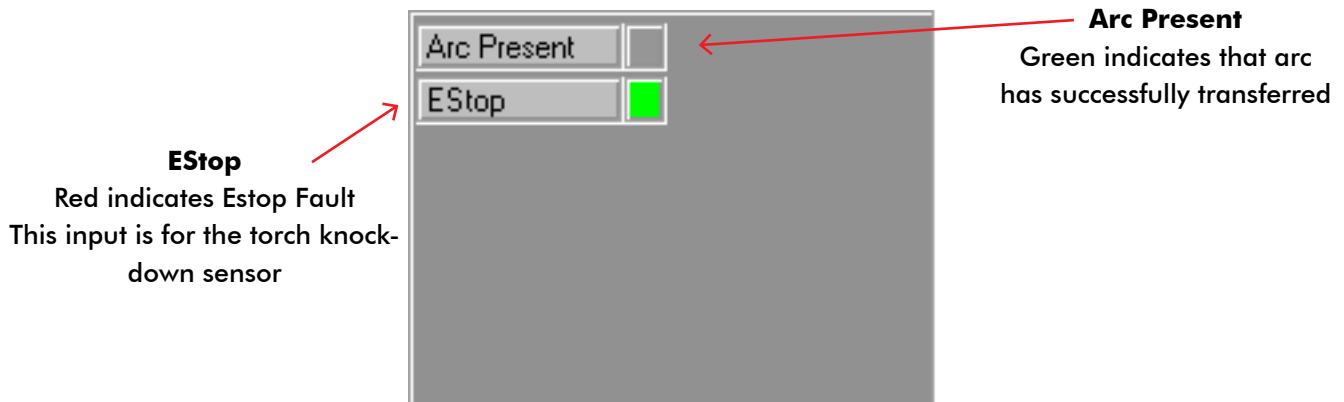 Arc Present
EStop
Arc Present
Green indicates that arc
has successfully transferred
EStop
Red indicates Estop Fault
This input is for the torch knock-
down sensor